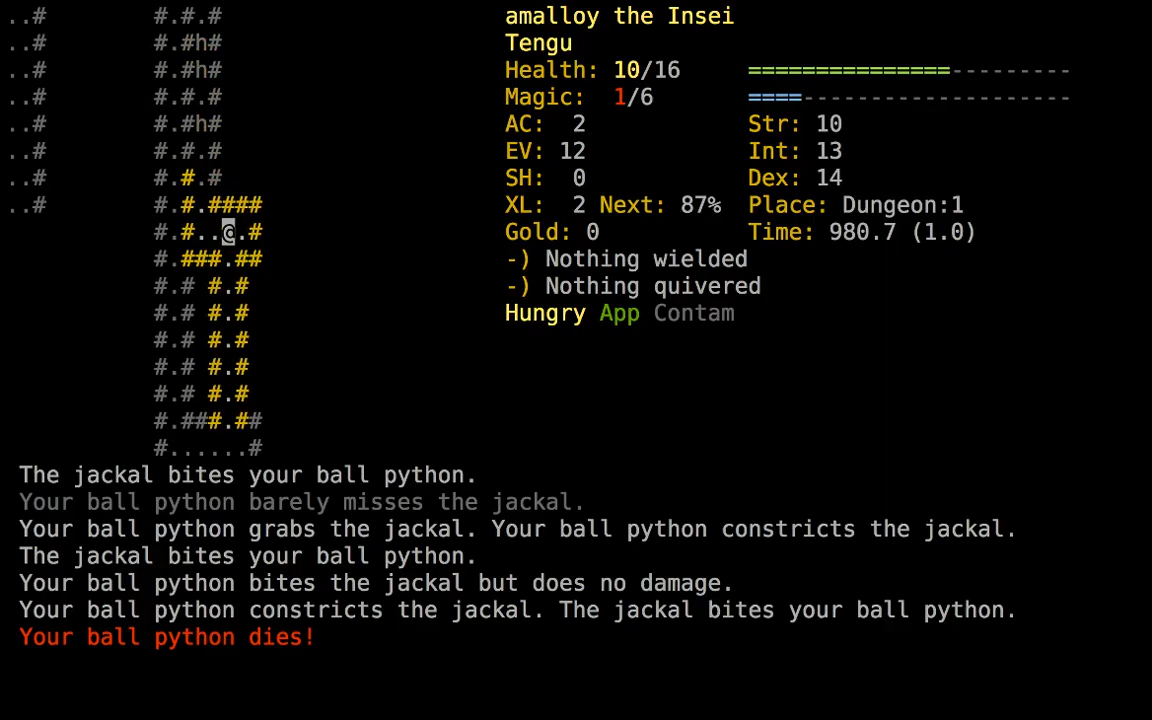 ..#        #.#.#                     amalloy the Insei
..#        #.#h#                     Tengu
..#        #.#h#                     Health: 10/16     ===============---------
..#        #.#.#                     Magic:  1/6       ====--------------------
..#        #.#h#                     AC:  2            Str: 10
..#        #.#.#                     EV: 12            Int: 13
..#        #.#.#                     SH:  0            Dex: 14
..#        #.#.####                  XL:  2 Next: 87%  Place: Dungeon:1
           #.#..@.#                  Gold: 0           Time: 980.7 (1.0)
           #.###.##                  -) Nothing wielded
           #.# #.#                   -) Nothing quivered
           #.# #.#                   Hungry App Contam
           #.# #.#
           #.# #.#
           #.# #.#
           #.###.##
           #......#
The jackal bites your ball python.
Your ball python barely misses the jackal.
Your ball python grabs the jackal. Your ball python constricts the jackal.
The jackal bites your ball python.
Your ball python bites the jackal but does no damage.
Your ball python constricts the jackal. The jackal bites your ball python.
Your ball python dies!